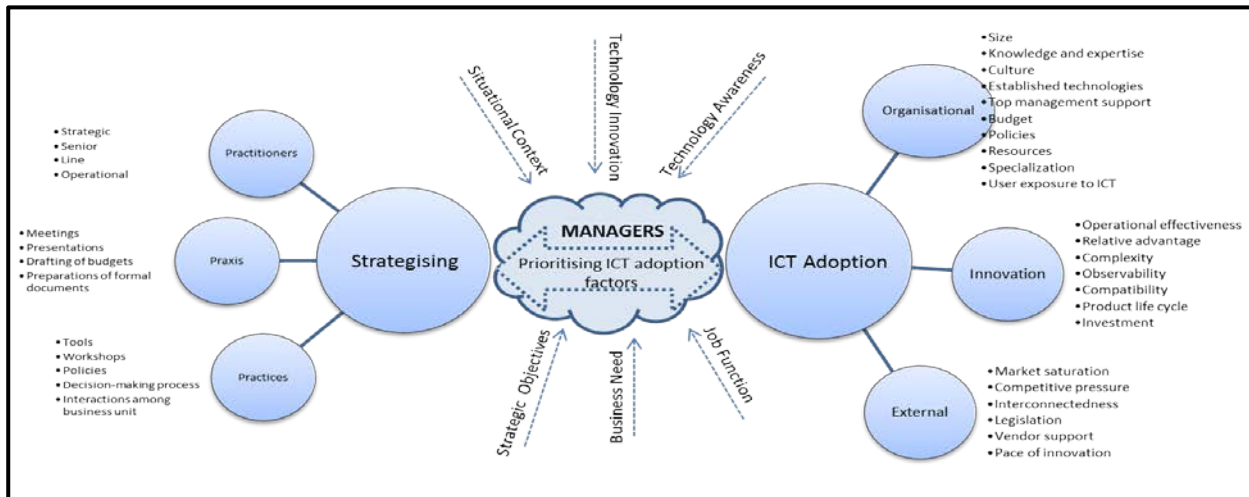 • Strategic
• Senior
• Line
• Operational
Practitioners
• Meetings
• Presentations
• Drafting of budgets
• Preparations of formal
documents
Praxis
• Tools
• Workshops
• Policies
• Decision-making process
• Interactions among
business unit
Practices
Strategising
Situational Context
Technology Innovation
Technology Awareness
MANAGERS
Prioritising ICT adoption
factors
Strategic Objectives
Business Need
Job Function
ICT Adoption
Organisational
• Size
• Knowledge and expertise
• Culture
• Established technologies
• Top management support
• Budget
• Policies
• Resources
• Specialization
• User exposure to ICT
Innovation
• Operational effectiveness
• Relative advantage
• Complexity
• Observability
• Compatibility
• Product life cycle
• Investment
External
• Market saturation
• Competitive pressure
• Interconnectedness
• Legislation
• Vendor support
• Pace of innovation